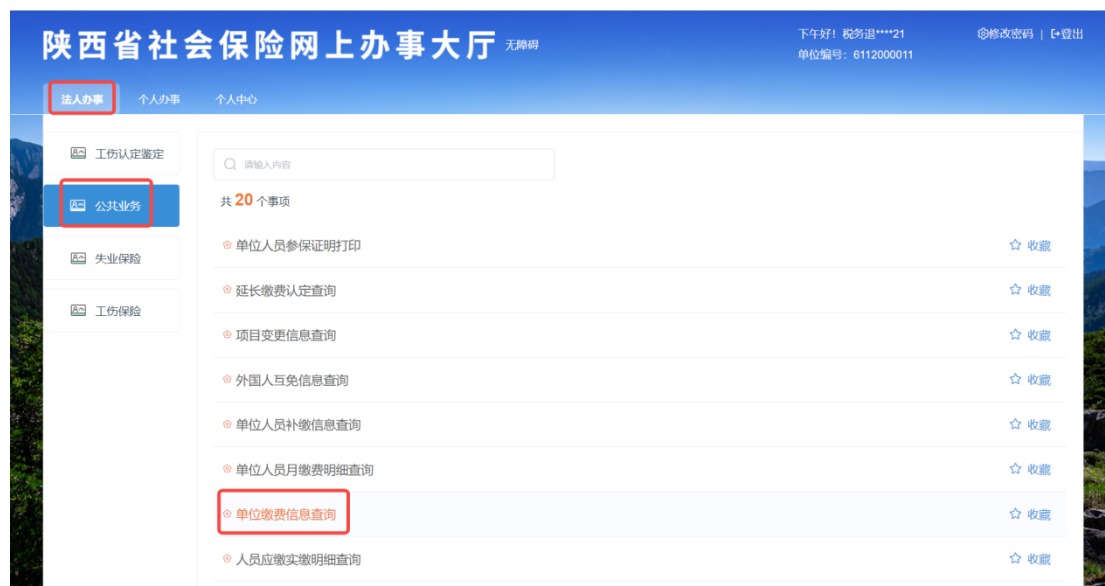 陕西省社会保险网上办事大厅 无障碍
下午好！税务退****21
修改密码 | 登出
单位编号：6112000011
法人办事 个人办事 个人中心
工伤认定鉴定
公共业务
失业保险
工伤保险
请输入内容
共 20 个事项
单位人员参保证明打印 收藏
延长缴费认定查询 收藏
项目变更信息查询 收藏
外国人互免信息查询 收藏
单位人员补缴信息查询 收藏
单位人员月缴费明细查询 收藏
单位缴费信息查询 收藏
人员应缴实缴明细查询 收藏